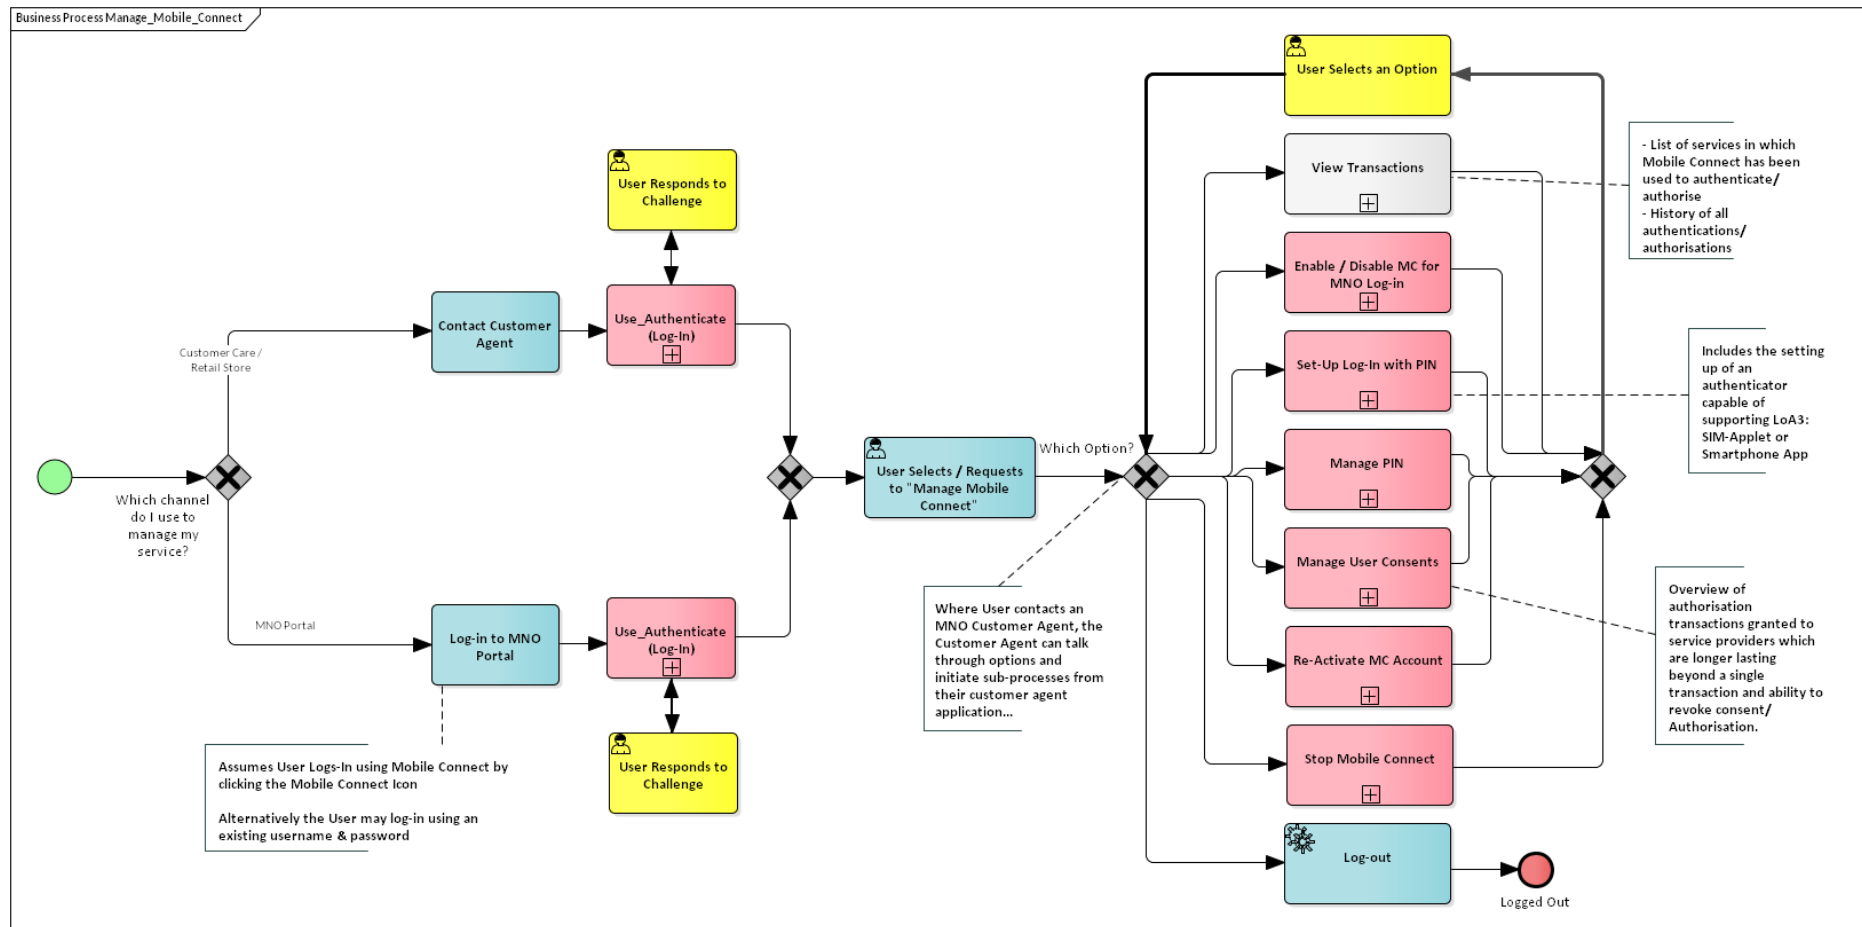 Business Process Manage_Mobile_Connect
User Selects an Option
View Transactions
- List of services in which
Mobile Connect has been
used to authenticate/
authorise
- History of all
authentications/
authorisations
User Responds to
Challenge
Enable / Disable MC for
MNO Log-in
Contact Customer
Agent
Use_Authenticate
(Log-In)
Customer Care /
Retail Store
Set-Up Log-In with PIN
Includes the setting
up of an
authenticator
capable of
supporting LoA3:
SIM-Applet or
Smartphone App
Which channel
do I use to
manage my
service?
User Selects / Requests
to "Manage Mobile
Connect"
Which Option?
Manage PIN
Manage User Consents
Overview of
authorisation
transactions granted to
service providers which
are longer lasting
beyond a single
transaction and ability to
revoke consent/
Authorisation.
MNO Portal
Log-in to MNO
Portal
Use_Authenticate
(Log-In)
Where User contacts an
MNO Customer Agent, the
Customer Agent can talk
through options and
initiate sub-processes from
their customer agent
application...
Re-Activate MC Account
Assumes User Logs-In using Mobile Connect by
clicking the Mobile Connect Icon
Alternatively the User may log-in using an
existing username & password
User Responds to
Challenge
Stop Mobile Connect
Log-out
Logged Out